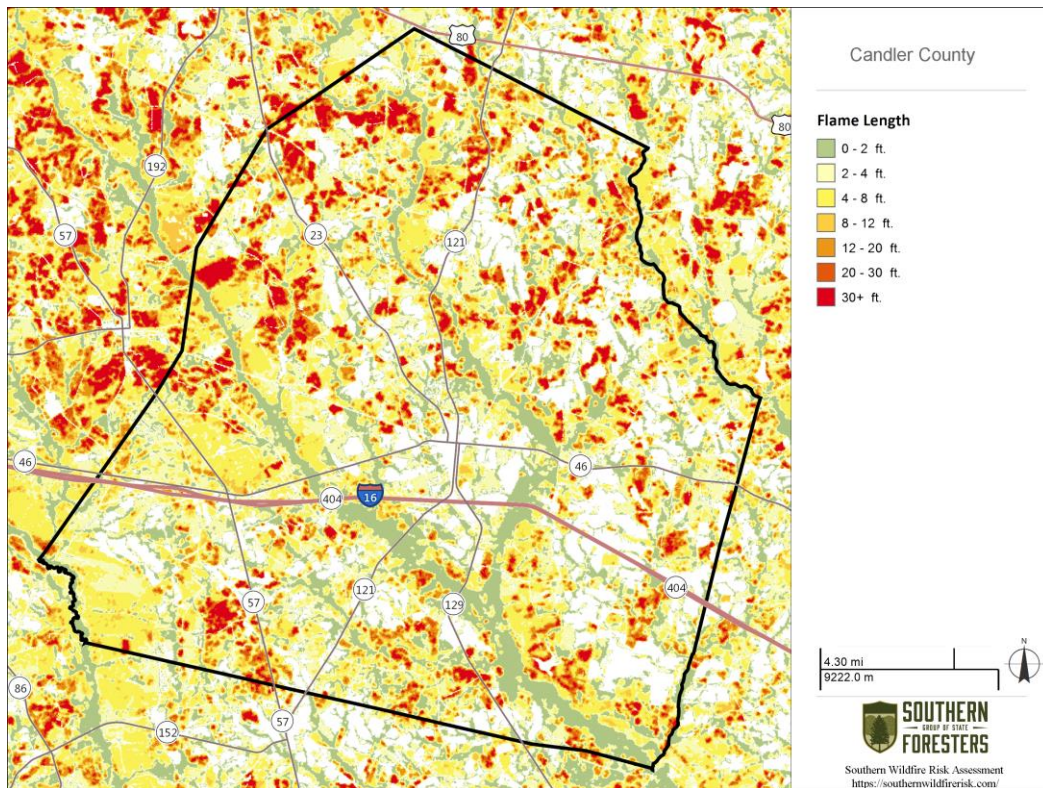 Candler County
Flame Length
0 - 2 ft.
2 - 4 ft.
4 - 8 ft.
8 - 12 ft.
12 - 20 ft.
20 - 30 ft.
30+ ft.
80
80
192
57
23
121
46
404
16
46
121
57
129
404
86
57
152
N
4.30 mi
9222.0 m
SOUTHERN
GROUP OF STATE
FORESTERS
Southern Wildfire Risk Assessment
https://southernwildfirerisk.com/